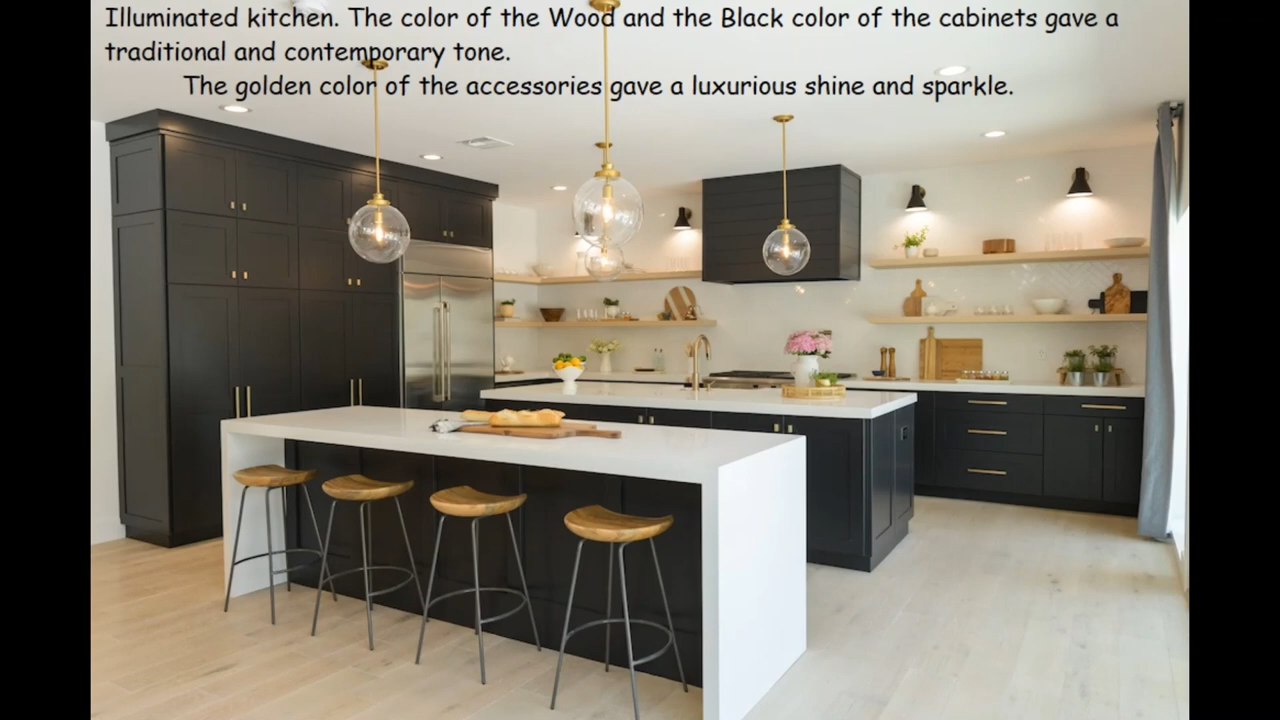 Illuminated kitchen. The color of the Wood and the Black color of the cabinets gave a
traditional and contemporary tone.
The golden color of the accessories gave a luxurious shine and sparkle.